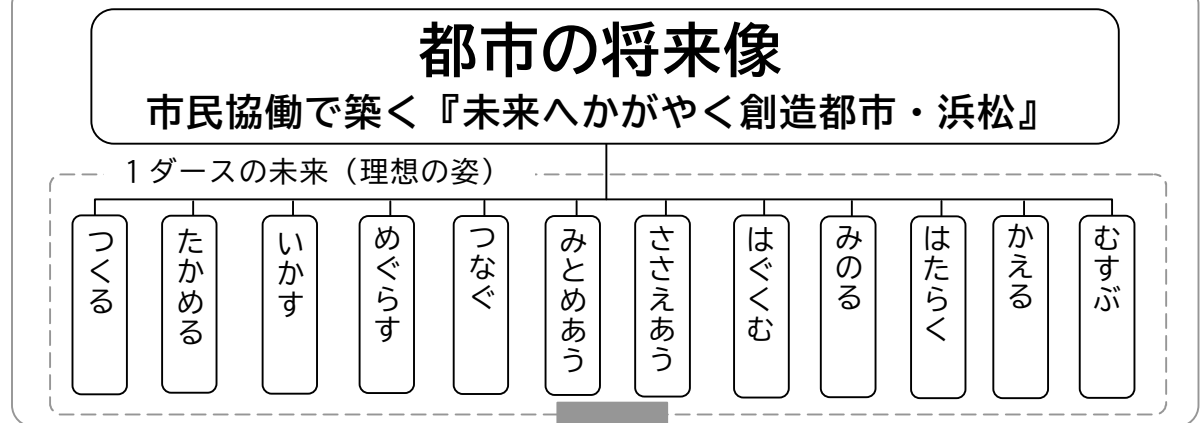 都市の将来像
市民協働で築く『未来へかがやく創造都市・浜松』
1ダースの未来（理想の姿）
つくる
たかめる
いかす
めぐらす
つなぐ
みとめあう
ささえあう
はぐくむ
みのる
はたらく
かえる
むすぶ